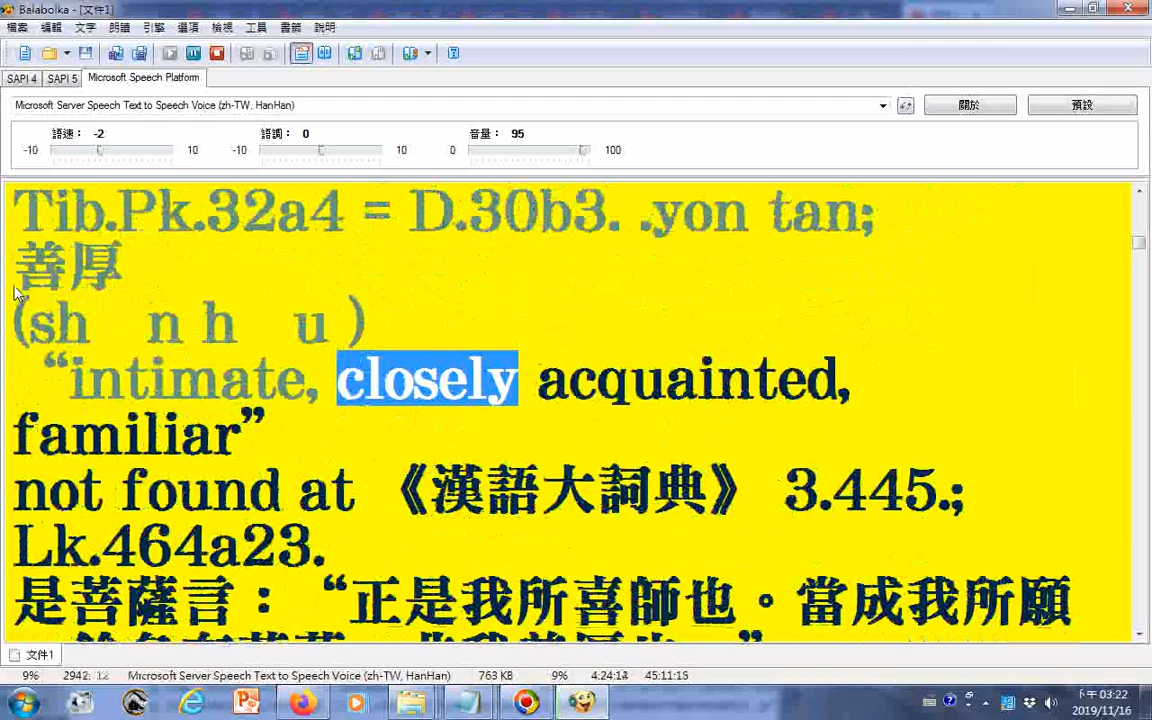 Balabolka - [文件1]
檔案 編輯 文字 朗讀 引擎 選項 檢視 工具 書籤 說明
SAPI 4 SAPI 5 Microsoft Speech Platform
Microsoft Server Speech Text to Speech Voice (zh-TW, HanHan) 關於 預設
語速： -2 語調： 0 音量： 95
-10 10 -10 10 0 100
Tib.Pk.32a4 = D.30b3. .yon tan;
善厚
(sh n h u )
“intimate, closely acquainted,
familiar”
not found at 《漢語大詞典》 3.445.;
Lk.464a23.
是菩薩言：“正是我所喜師也。當成我所願
文件1
9% 2942: 12 Microsoft Server Speech Text to Speech Voice (zh-TW, HanHan) 763 KB 9% 4:24:14 45:11:16
下午 03:22
2019/11/16